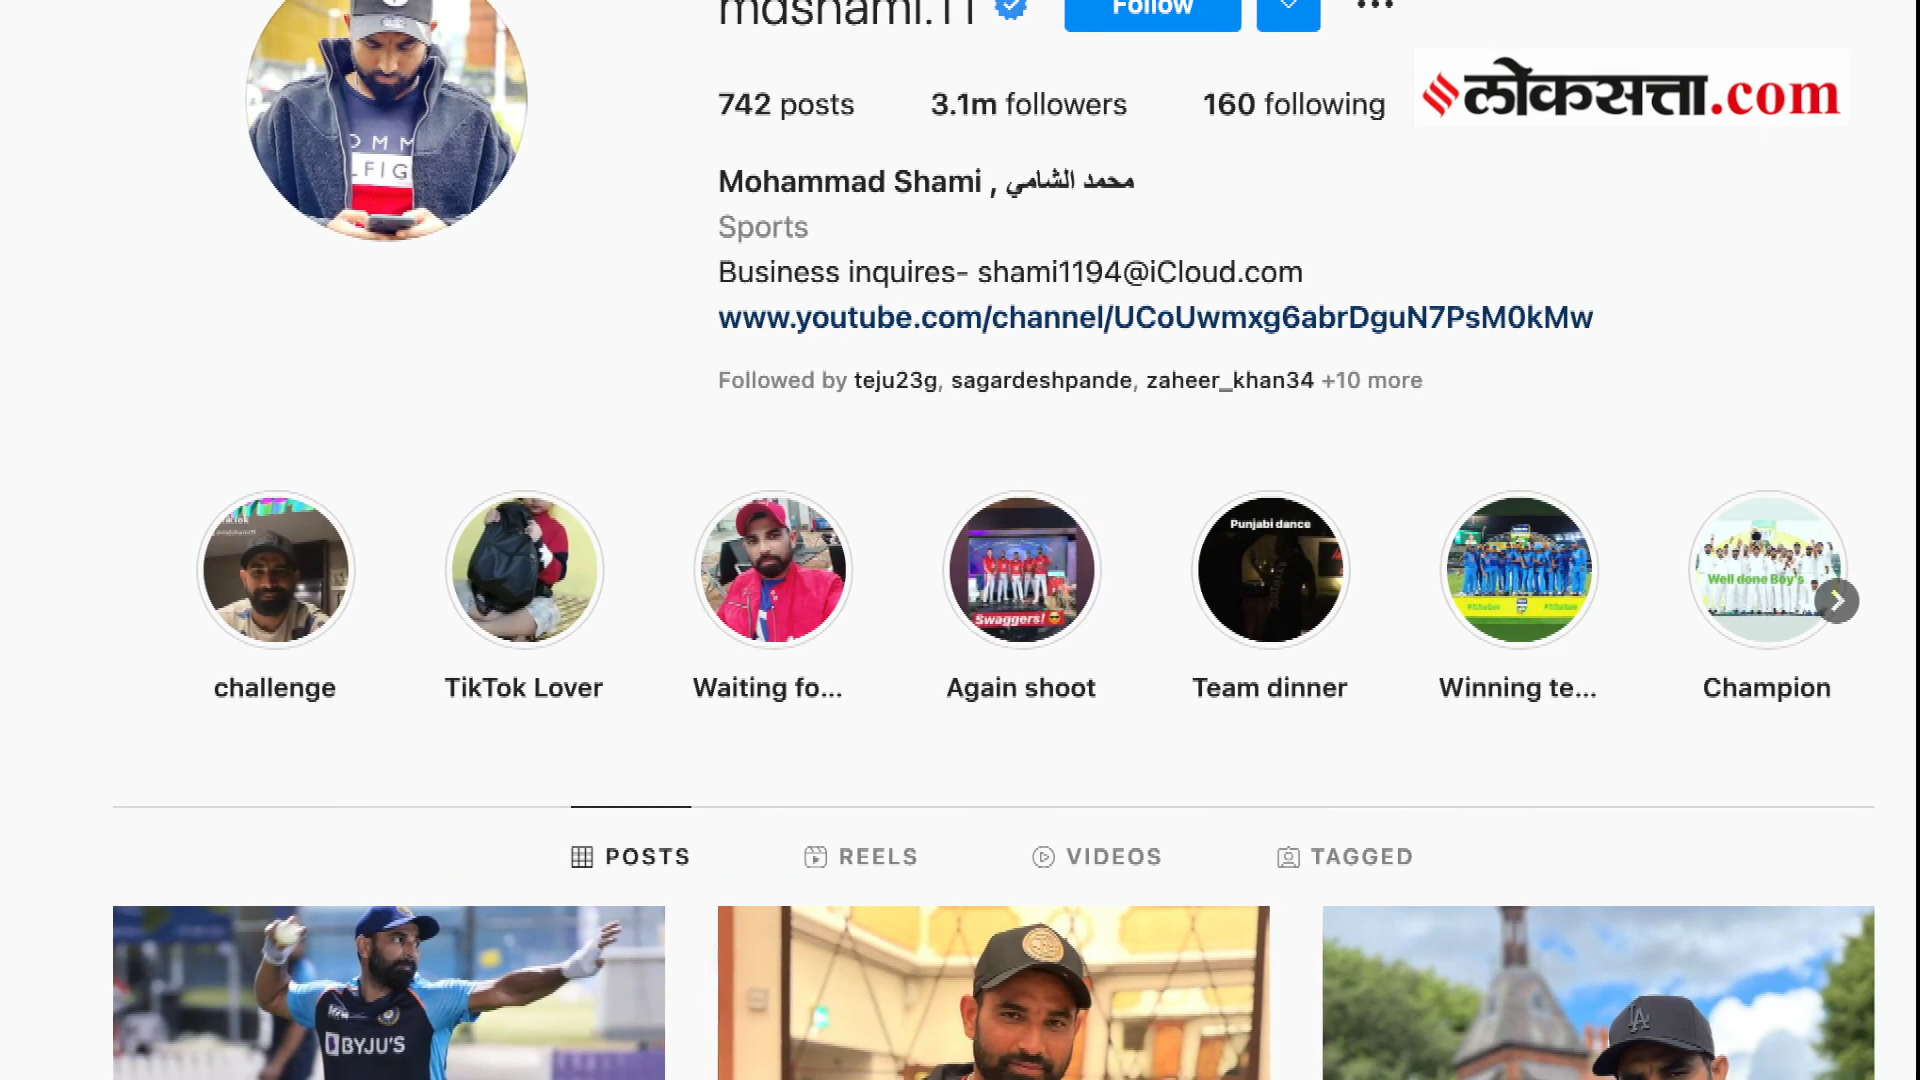 mdshami.11 Follow
742 posts 3.1m followers 160 following
लोकसत्ता.com
Mohammad Shami , محمد الشامي
Sports
Business inquires- shami1194@iCloud.com
www.youtube.com/channel/UCoUwmxg6abrDguN7PsM0kMw
Followed by teju23g, sagardeshpande, zaheer_khan34 +10 more
Swaggers!
Punjabi dance
Well done Boy's
challenge TikTok Lover Waiting fo... Again shoot Team dinner Winning te... Champion
POSTS REELS VIDEOS TAGGED
BYJU'S
LA